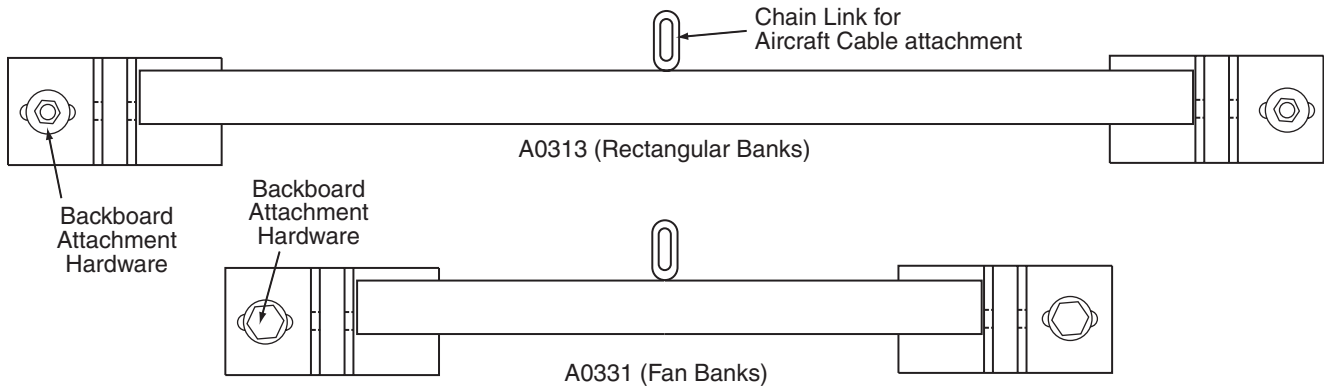 Chain Link for
Aircraft Cable attachment
A0313 (Rectangular Banks)
Backboard
Attachment
Hardware
Backboard
Attachment
Hardware
A0331 (Fan Banks)